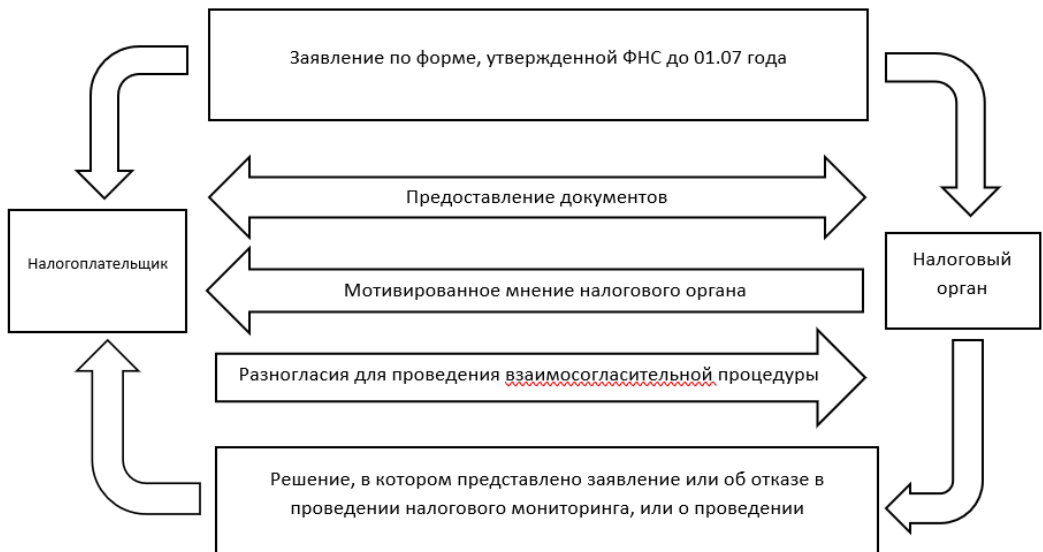 Заявление по форме, утвержденной ФНС до 01.07 года
Предоставление документов
Налогоплательщик
Налоговый
орган
Мотивированное мнение налогового органа
Разногласия для проведения взаимосогласительной процедуры
Решение, в котором представлено заявление или об отказе в
проведении налогового мониторинга, или о проведении